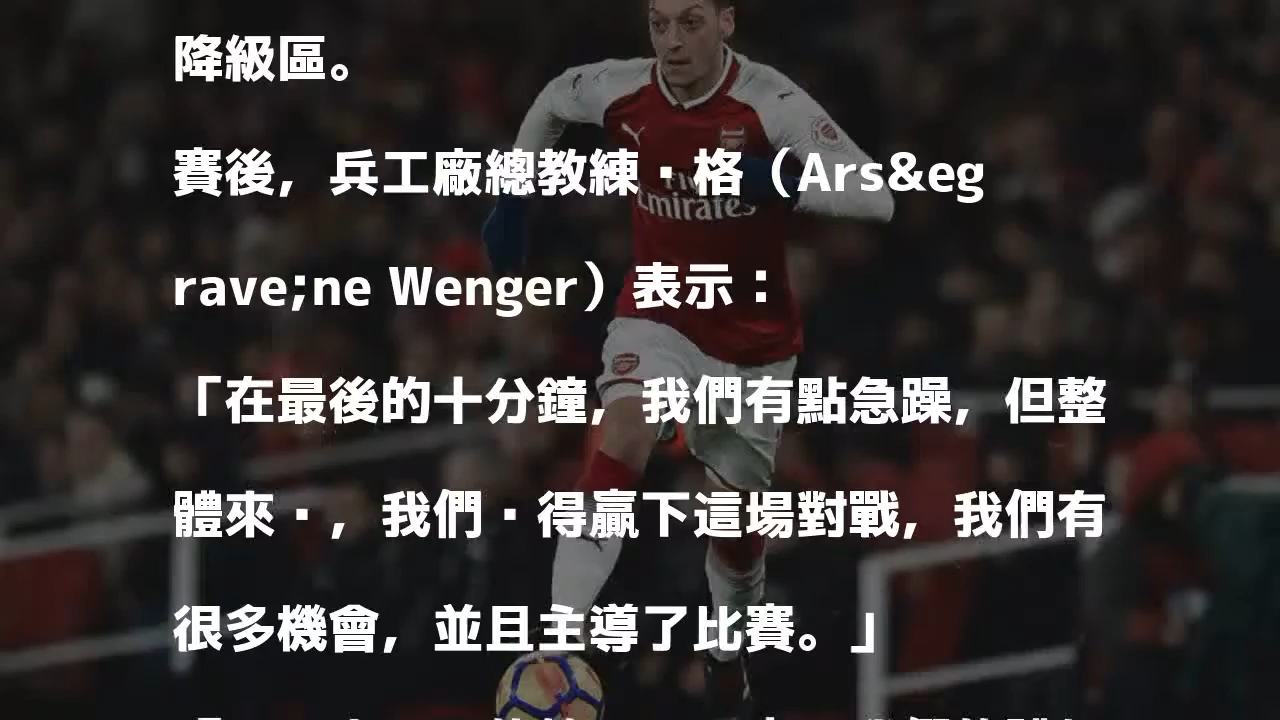 降級區。
賽後，兵工廠總教練·格（Ars&eg
rave;ne Wenger）表示：
「在最後的十分鐘，我們有點急躁，但整
體來·，我們·得贏下這場對戰，我們有
很多機會，並且主導了比賽。」
Emirates